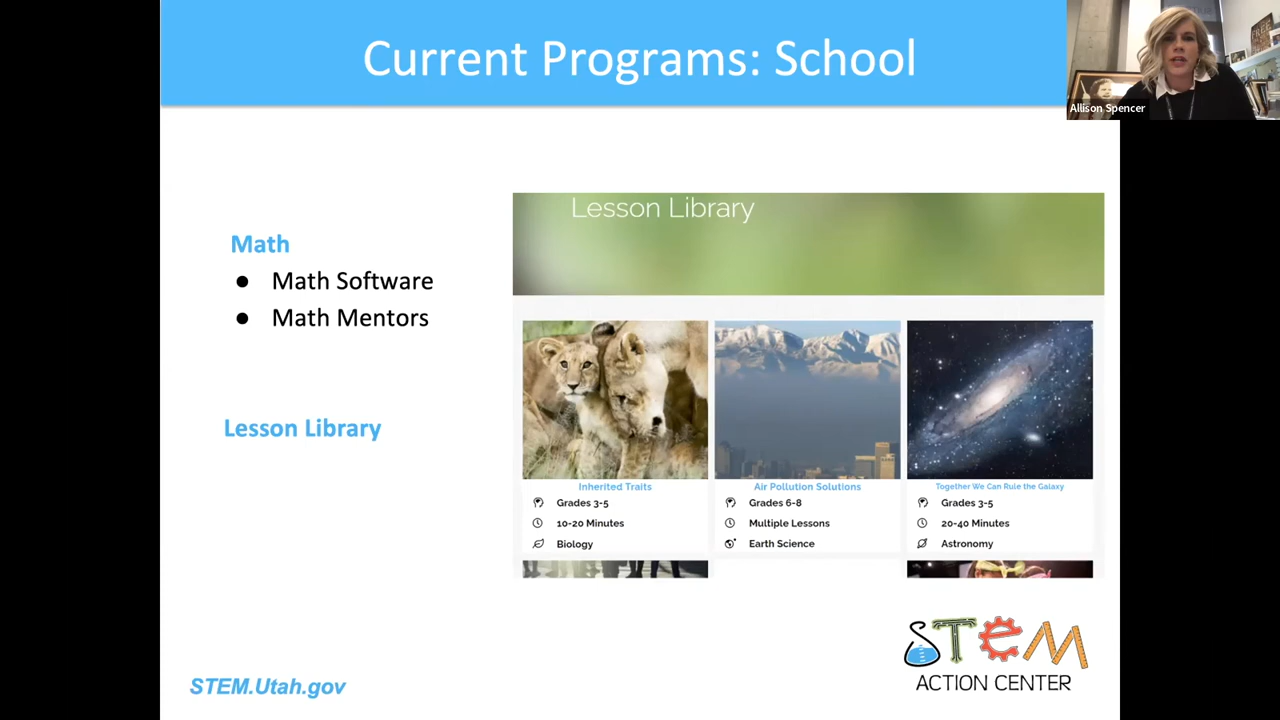 Current Programs: School
Allison Spencer
Math
● Math Software
● Math Mentors
Lesson Library
Lesson Library
Inherited Traits
Grades 3-5
10-20 Minutes
Biology
Air Pollution Solutions
Grades 6-8
Multiple Lessons
Earth Science
Together We Can Rule the Galaxy
Grades 3-5
20-40 Minutes
Astronomy
STEM.Utah.gov
STEM
ACTION CENTER